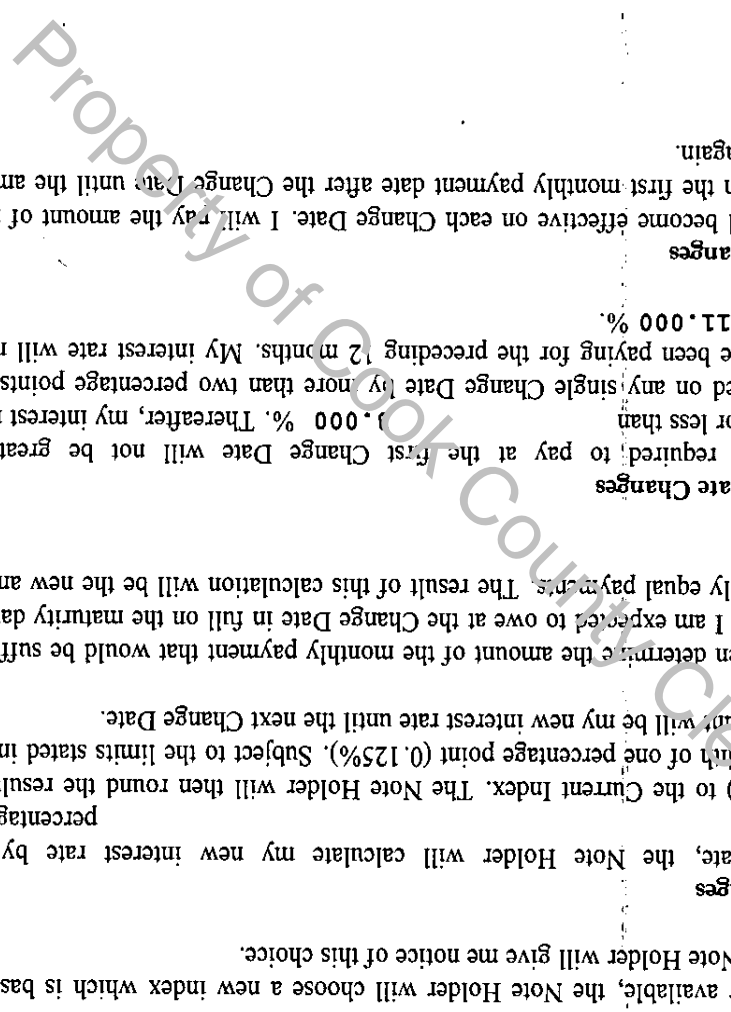 available, the Note Holder will choose a new index which is bas
Note Holder will give me notice of this choice.
ges
ate, the Note Holder will calculate my new interest rate by
percentag
) to the Current Index. The Note Holder will then round the resul
hth of one percentage point (0.125%). Subject to the limits stated in
unt will be my new interest rate until the next Change Date.
en determine the amount of the monthly payment that would be suff
I am expected to owe at the Change Date in full on the maturity da
ly equal payments. The result of this calculation will be the new am
ate Changes
required to pay at the first Change Date will not be great
or less than .000 %. Thereafter, my interest r
ed on any single Change Date by more than two percentage points
e been paying for the preceding 12 months. My interest rate will n
11.000 %.
anges
l become effective on each Change Date. I will pay the amount of
n the first monthly payment date after the Change Date until the am
again.
Property of Cook County Cle